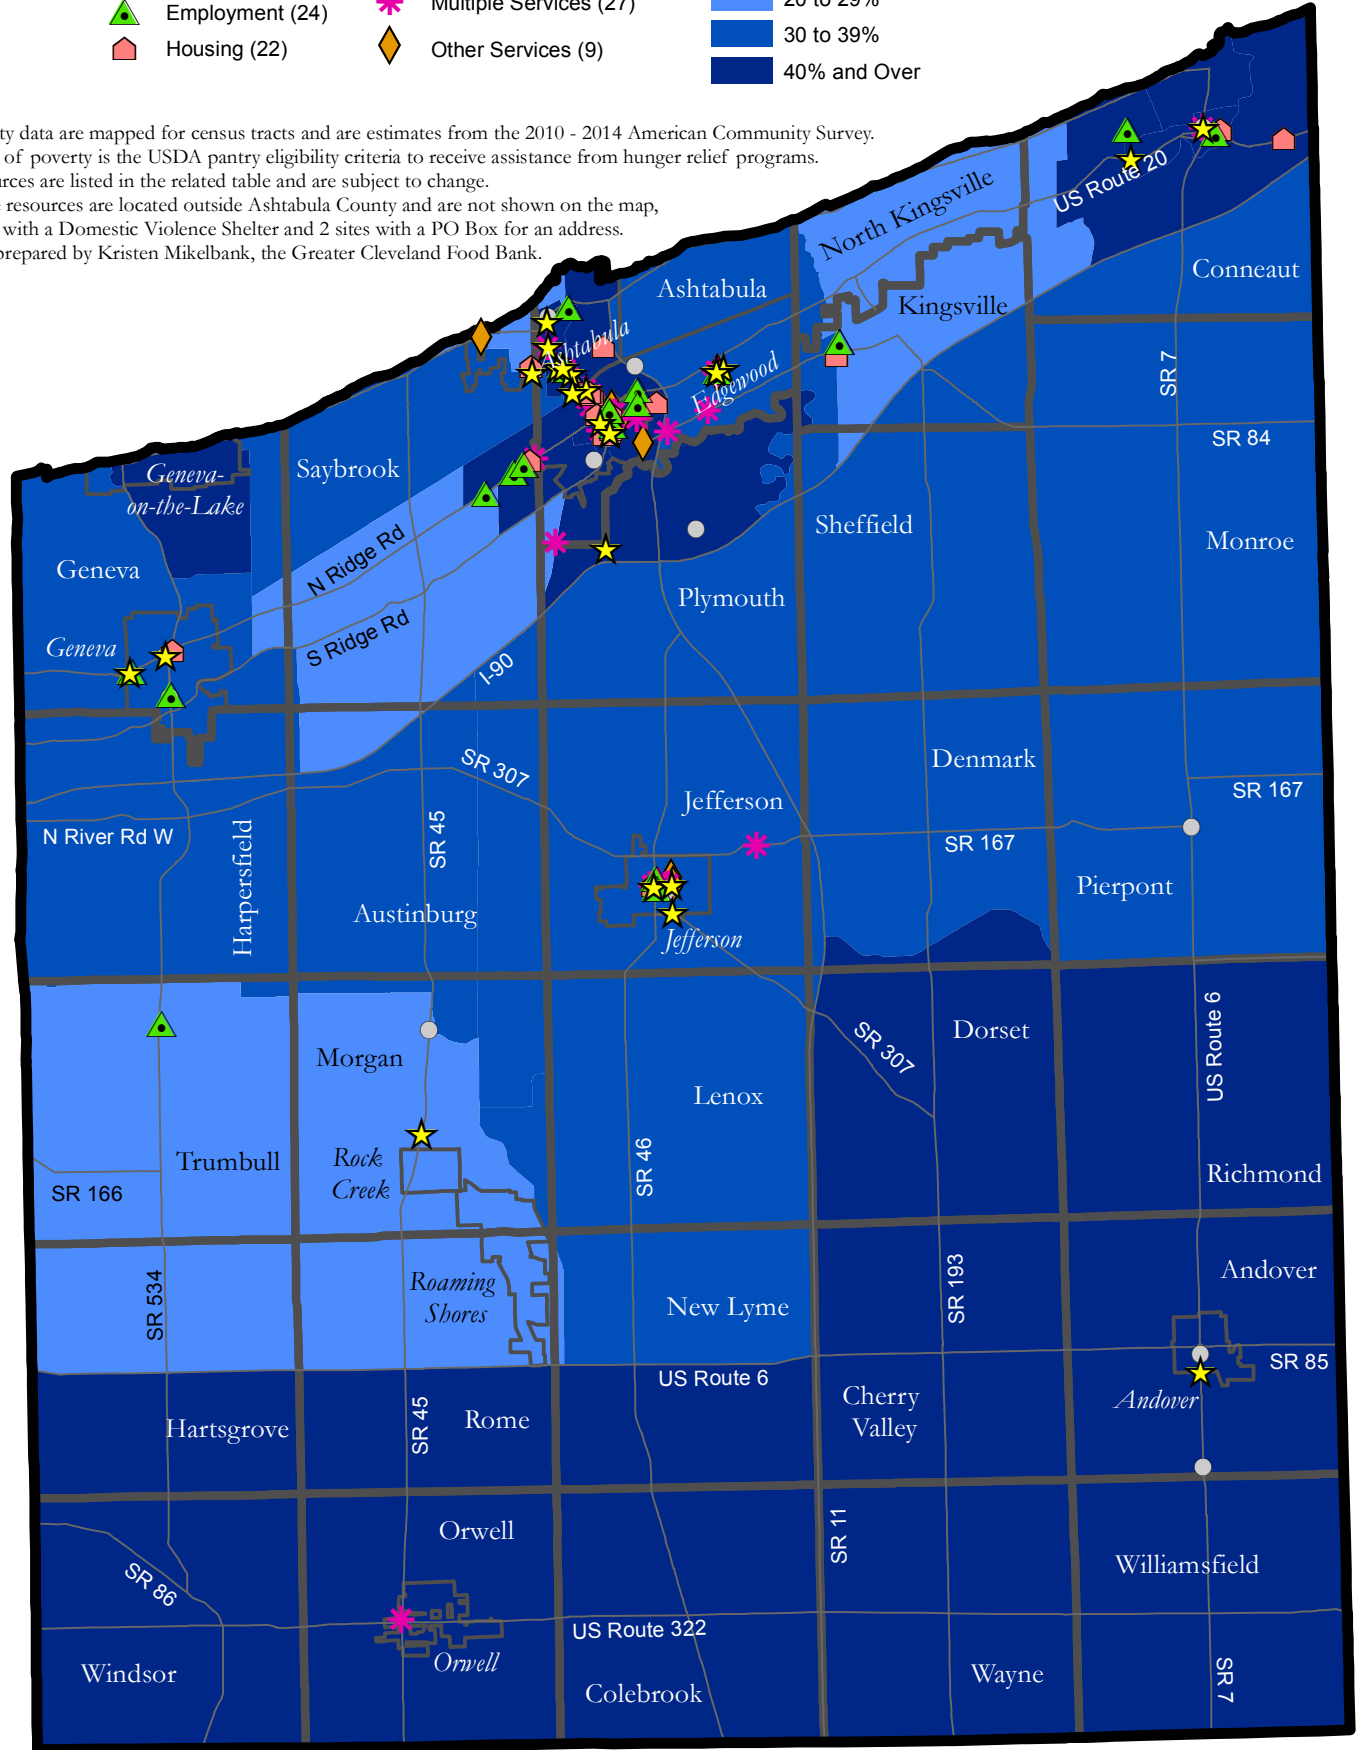 Employment (24)
Housing (22)
Multiple Services (27)
Other Services (9)
20 to 29%
30 to 39%
40% and Over
ty data are mapped for census tracts and are estimates from the 2010 - 2014 American Community Survey.
of poverty is the USDA pantry eligibility criteria to receive assistance from hunger relief programs.
urces are listed in the related table and are subject to change.
e resources are located outside Ashtabula County and are not shown on the map,
with a Domestic Violence Shelter and 2 sites with a PO Box for an address.
prepared by Kristen Mikelbank, the Greater Cleveland Food Bank.
US Route 20
North Kingsville
Conneaut
Ashtabula
Kingsville
Ashtabula
Edgewood
SR 7
SR 84
Saybrook
Geneva-
on-the-Lake
Sheffield
Monroe
N Ridge Rd
Geneva
Plymouth
Geneva
S Ridge Rd
I-90
SR 307
Denmark
Jefferson
SR 167
N River Rd W
SR 45
SR 167
Harpersfield
Pierpont
Austinburg
Jefferson
Morgan
SR 307
Dorset
US Route 6
Lenox
Trumbull
Rock
Creek
SR 46
SR 166
Richmond
Andover
Roaming
Shores
SR 534
SR 193
New Lyme
SR 85
US Route 6
Cherry
Valley
Andover
Hartsgrove
SR 45
Rome
Orwell
SR 11
Williamsfield
SR 86
US Route 322
Orwell
Windsor
Colebrook
Wayne
SR 7